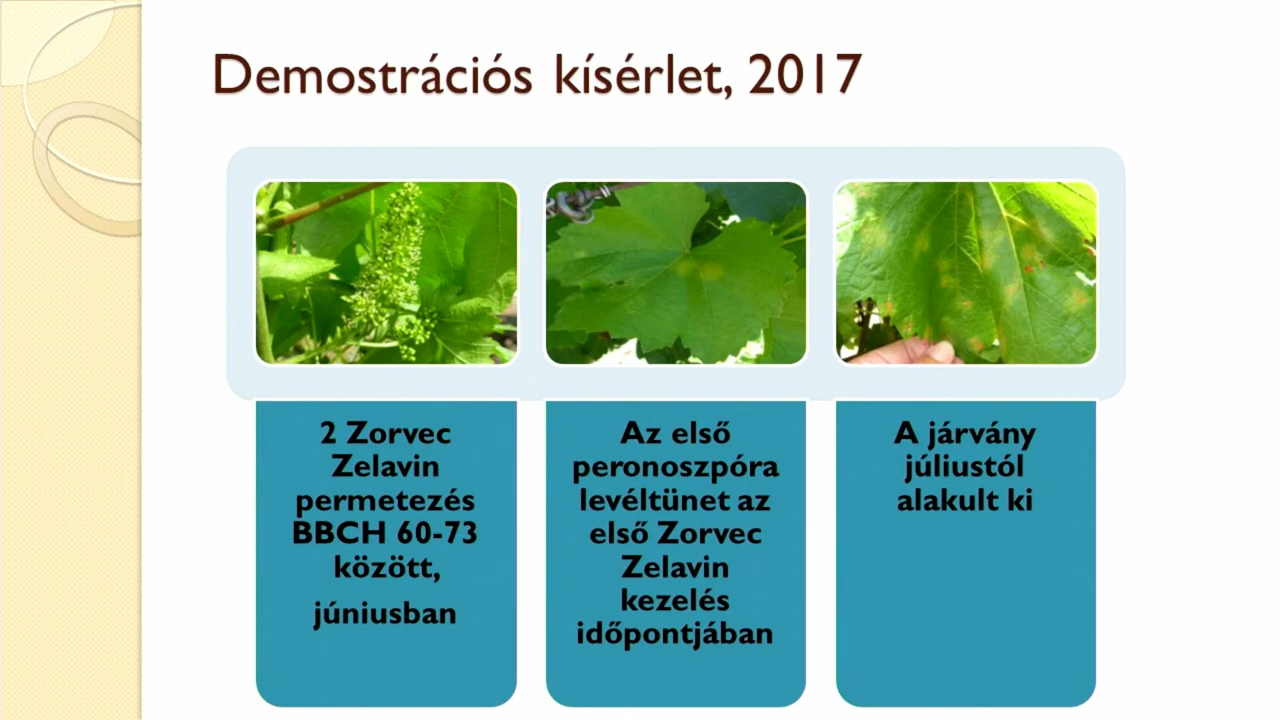 Demostrációs kísérlet, 2017
2 Zorvec
Zelavin
permetezés
BBCH 60-73
között,
júniusban
Az első
peronoszpóra
levéltünet az
első Zorvec
Zelavin
kezelés
időpontjában
A járvány
júliustól
alakult ki